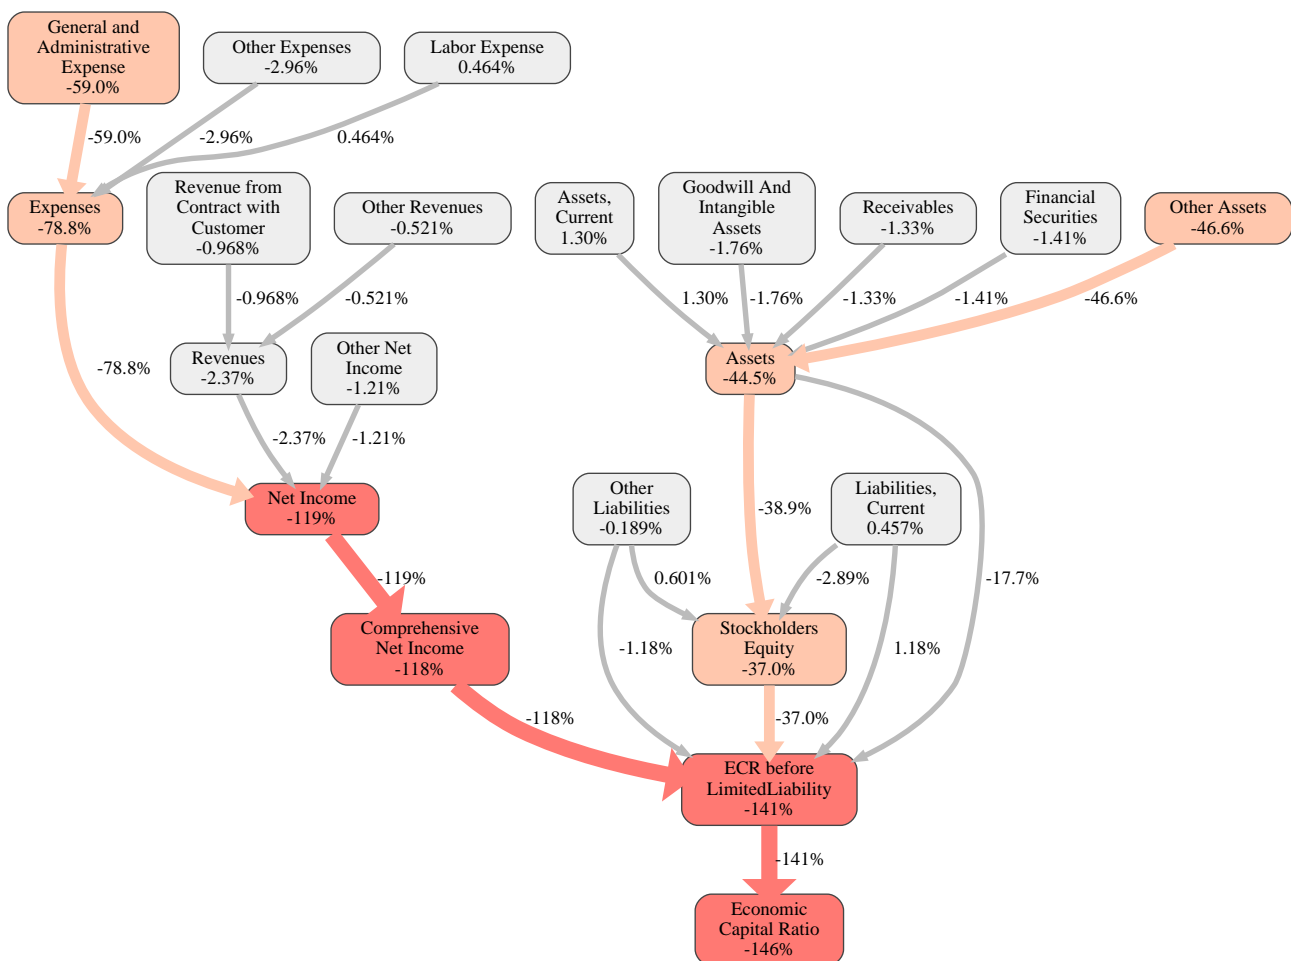 General and
Administrative
Expense
-59.0%
Other Expenses
-2.96%
Labor Expense
0.464%
-59.0%
-2.96%
0.464%
Expenses
-78.8%
Revenue from
Contract with
Customer
-0.968%
Other Revenues
-0.521%
Assets,
Current
1.30%
Goodwill And
Intangible
Assets
-1.76%
Receivables
-1.33%
Financial
Securities
-1.41%
Other Assets
-46.6%
-0.968%
-0.521%
1.30%
-1.76%
-1.33%
-1.41%
-46.6%
-78.8%
Revenues
-2.37%
Other Net
Income
-1.21%
Assets
-44.5%
-2.37%
-1.21%
Net Income
-119%
Other
Liabilities
-0.189%
-38.9%
Liabilities,
Current
0.457%
-119%
0.601%
-2.89%
-17.7%
Comprehensive
Net Income
-118%
-1.18%
Stockholders
Equity
-37.0%
1.18%
-118%
-37.0%
ECR before
LimitedLiability
-141%
-141%
Economic
Capital Ratio
-146%